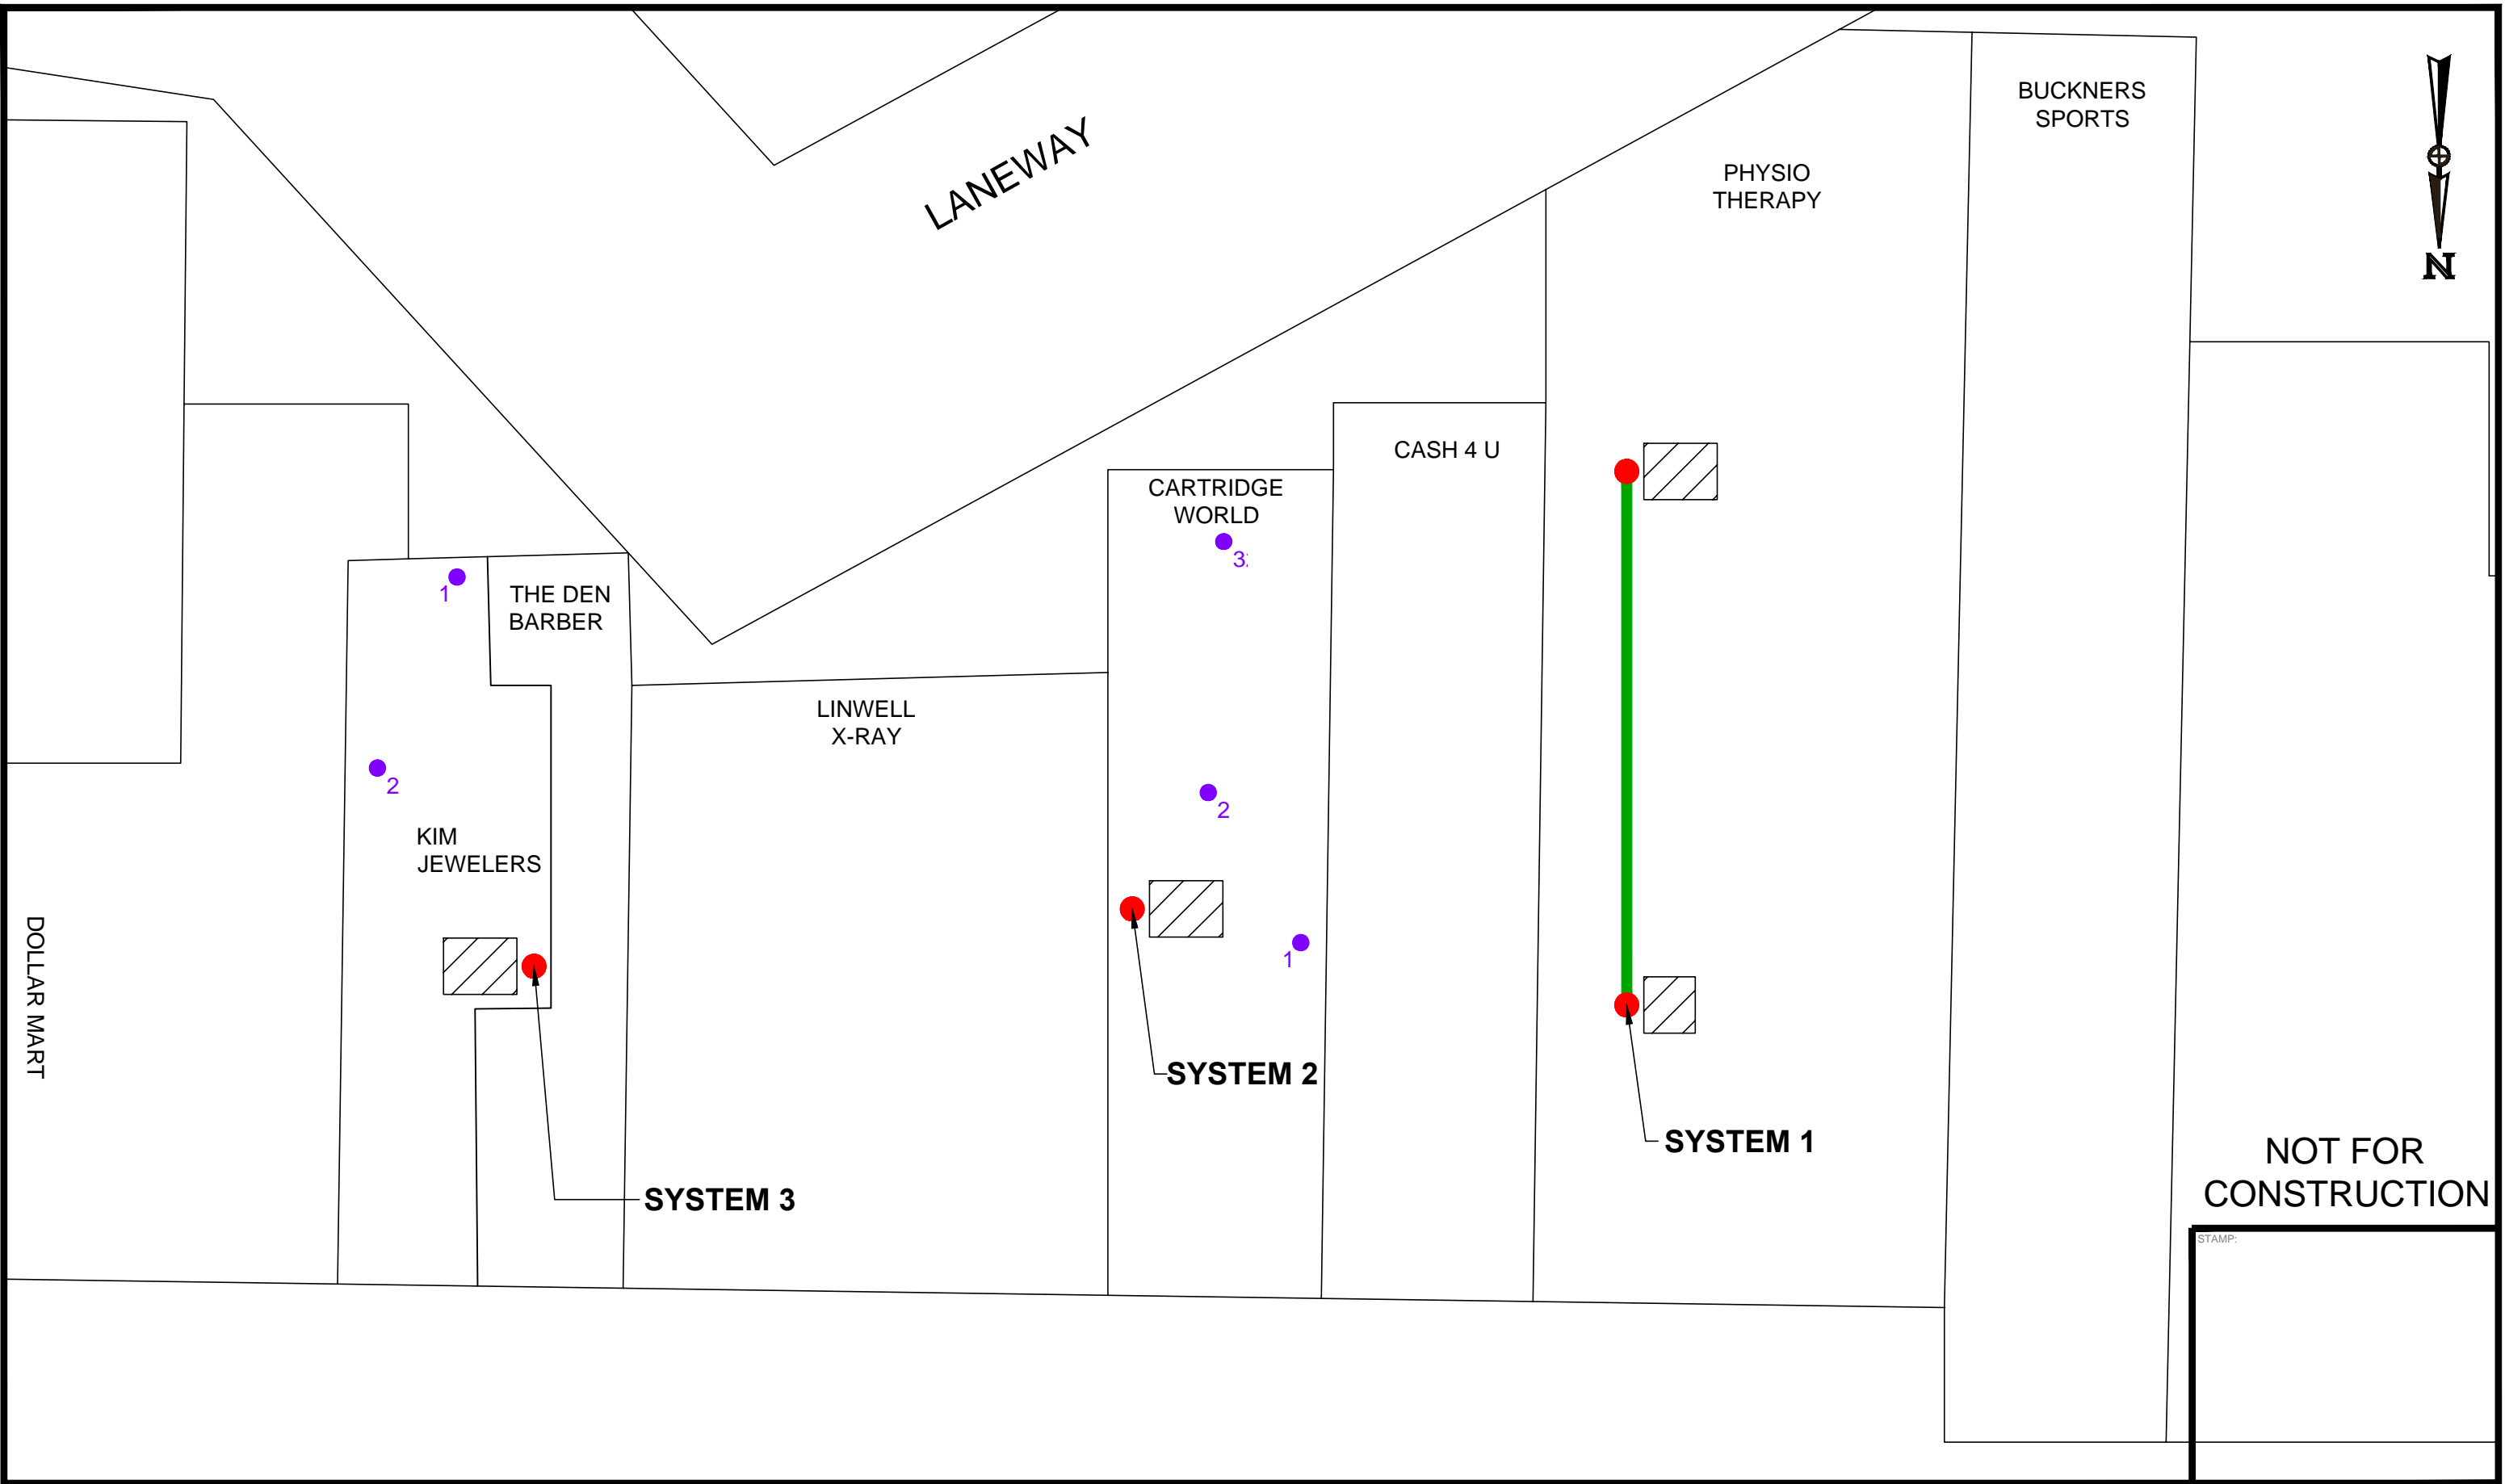 BUCKNERS
SPORTS
LANEWAY
PHYSIO
THERAPY
N
CASH 4 U
CARTRIDGE
WORLD
3
1
THE DEN
BARBER
LINWELL
X-RAY
2
2
KIM
JEWELERS
1
DOLLAR MART
SYSTEM 2
SYSTEM 1
SYSTEM 3
NOT FOR
CONSTRUCTION
STAMP: